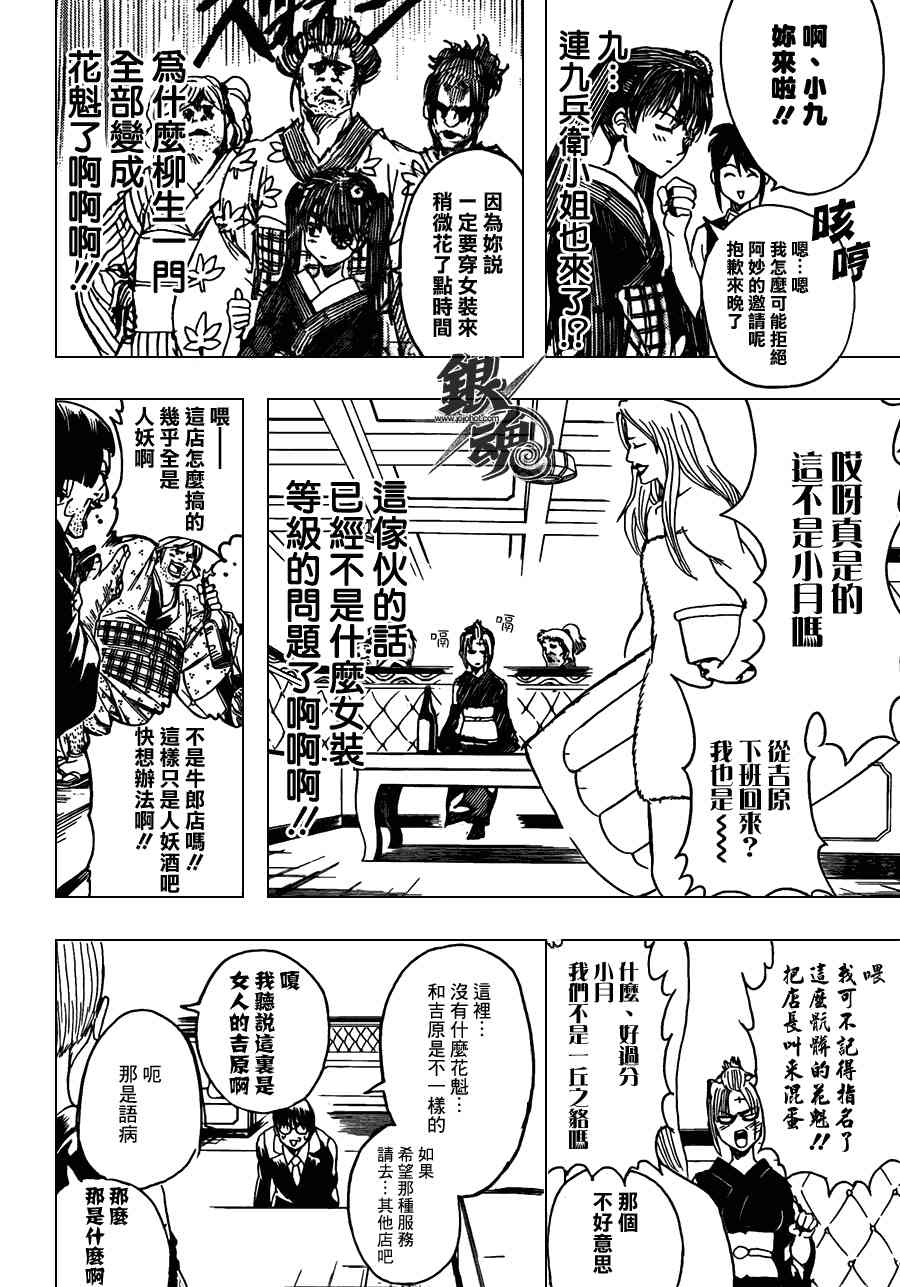 啊、小九
妳來啦!!
咳
哼
嗯…嗯
我怎麼可能拒絕
阿妙的邀請呢
抱歉來晚了
九…
連九兵衛小姐也來了!?
因為妳說
一定要穿女裝來
稍微花了點時間
為什麼柳生一門
全部變成
花魁了啊啊啊!!
銀魂
www.jojohot.com
哎呀真是的
這不是小月嗎
從吉原
下班回來?
我也是~~~
嗝
嗝
這傢伙的話
已經不是什麼女裝
等級的問題了啊啊啊!!
喂——
這店怎麼搞的
幾乎全是
人妖啊
不是牛郎店嗎!!
這樣只是人妖酒吧
快想辦法啊!!
喂
我可不記得指名了
這麼骯髒的花魁!!
把店長叫來混蛋
什麼、好過分
小月
我們不是一丘之貉嗎
那個
不好意思
這裡…
沒有什麼花魁…
和吉原是不一樣的
如果
希望那種服務
請去…其他店吧
嘎
我聽說這裏是
女人的吉原啊
呃
那是語病
那麼
那是什麼啊